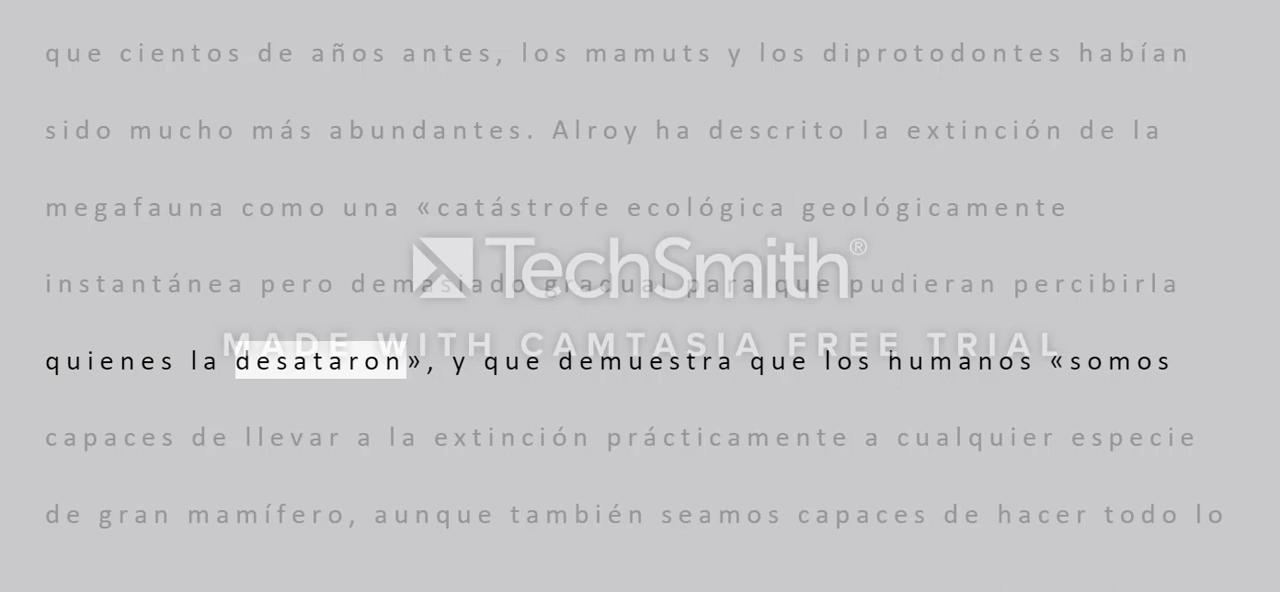 que cientos de años antes, los mamuts y los diprotodontes habían
sido mucho más abundantes. Alroy ha descrito la extinción de la
megafauna como una «catástrofe ecológica geológicamente
TechSmith®
instantánea pero demasiado gradual para que pudieran percibirla
MADE WITH CAMTASIA FREE TRIAL
quienes la desataron», y que demuestra que los humanos «somos
capaces de llevar a la extinción prácticamente a cualquier especie
de gran mamífero, aunque también seamos capaces de hacer todo lo